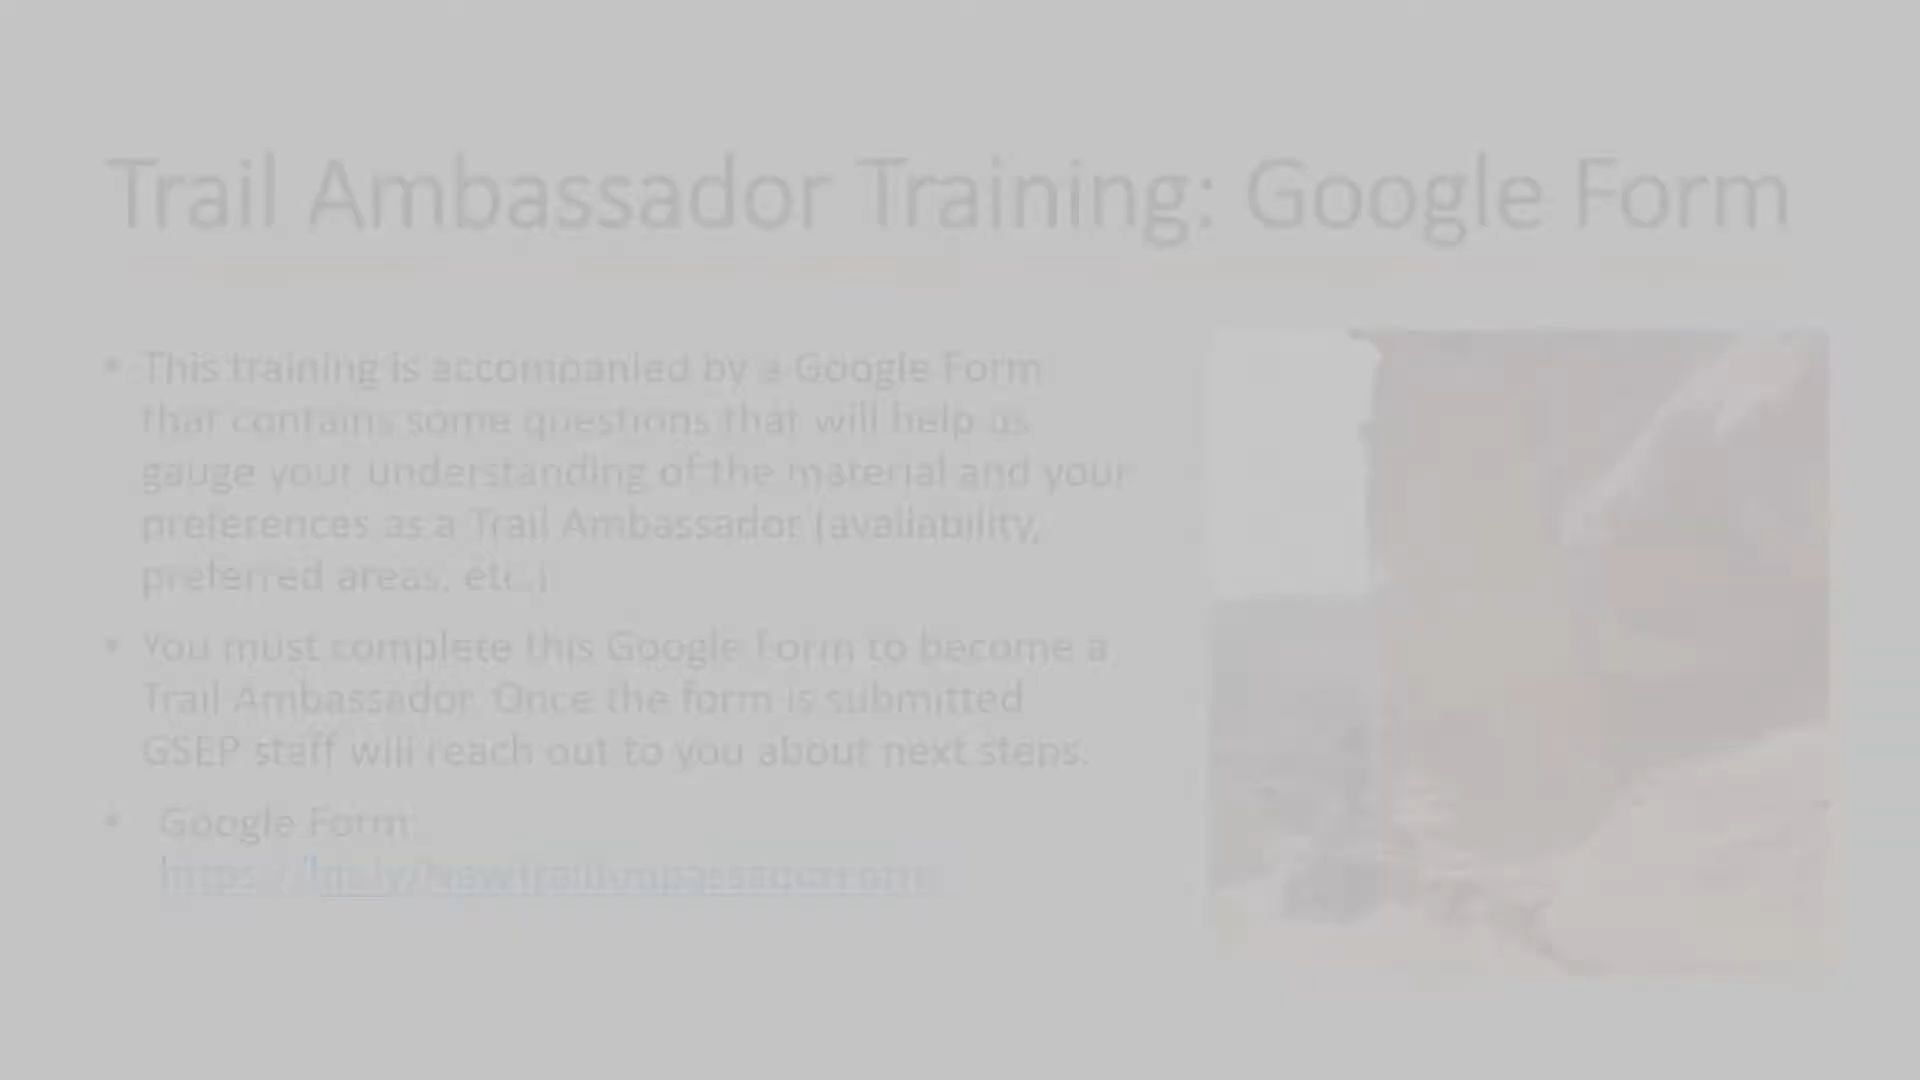 Trail Ambassador Training: Google Form
• This training is accompanied by a Google Form
that contains some questions that will help us
gauge your understanding of the material and your
preferences as a Trail Ambassador (availability,
preferred areas, etc.)
• You must complete this Google Form to become a
Trail Ambassador. Once the form is submitted
GSEP staff will reach out to you about next steps.
• Google Form: